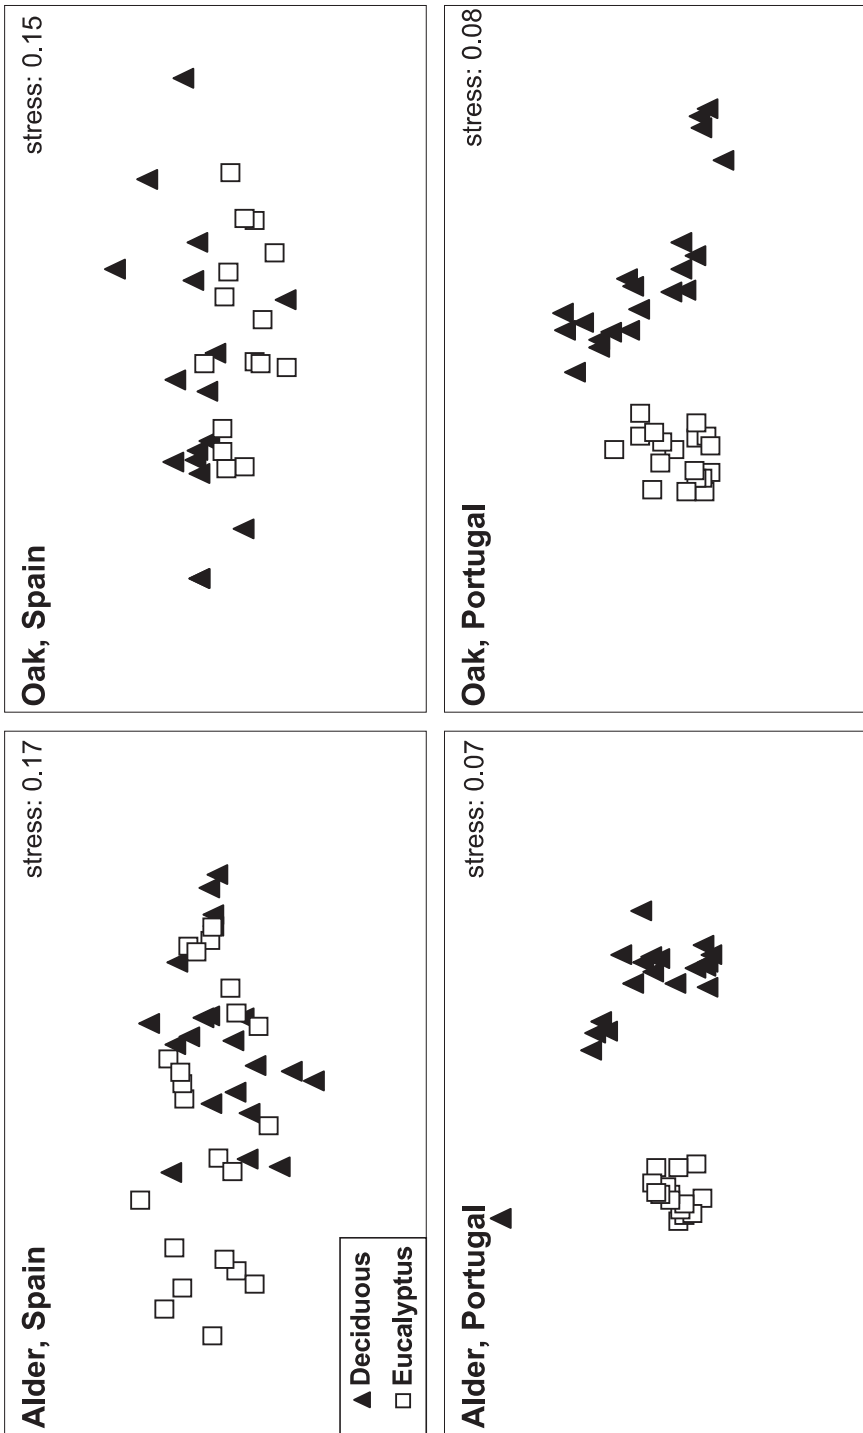 Alder, Spain
stress: 0.17
Deciduous
Eucalyptus
Oak, Spain
stress: 0.15
Alder, Portugal
stress: 0.07
Oak, Portugal
stress: 0.08